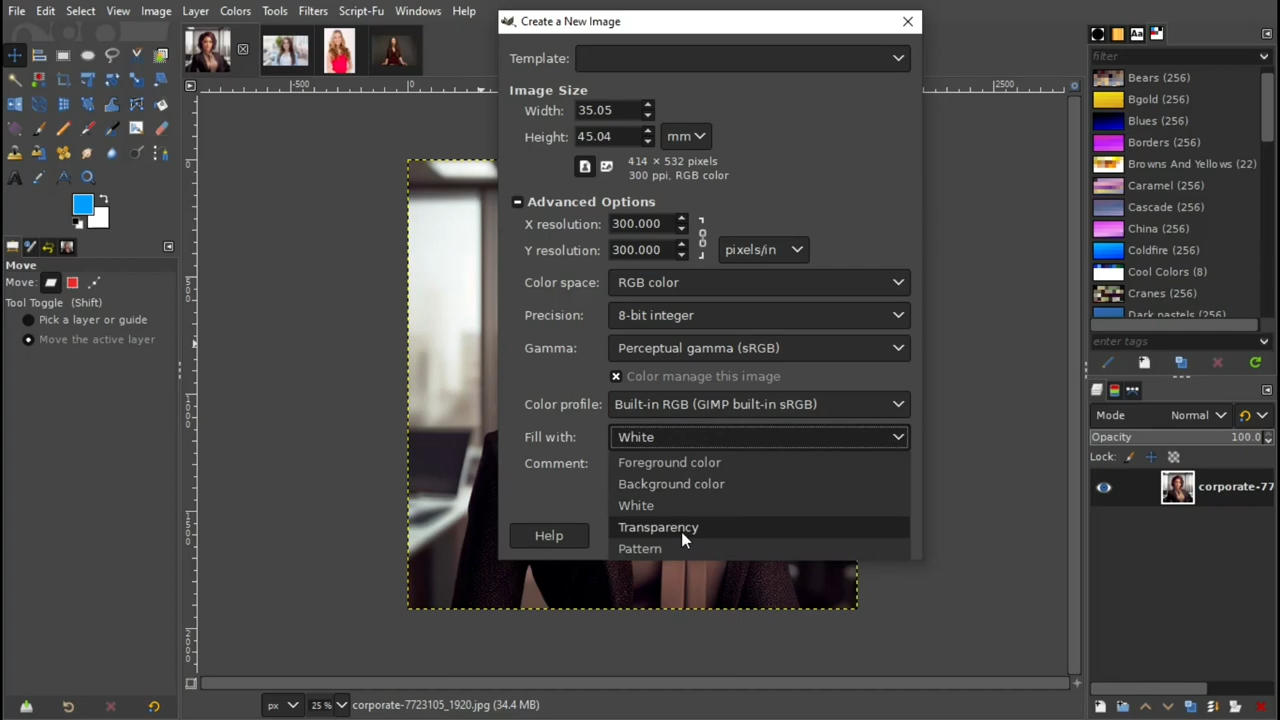 File Edit Select View Image Layer Colors Tools Filters Script-Fu Windows Help
Create a New Image
Template:
Image Size
Width: 35.05
Height: 45.04 mm
414 × 532 pixels
300 ppi, RGB color
Advanced Options
X resolution: 300.000
Y resolution: 300.000 pixels/in
Color space: RGB color
Precision: 8-bit integer
Gamma: Perceptual gamma (sRGB)
Color manage this image
Color profile: Built-in RGB (GIMP built-in sRGB)
Fill with: White
Comment:
Foreground color
Background color
White
Transparency
Pattern
Help
Move
Move:
Tool Toggle (Shift)
Pick a layer or guide
Move the active layer
-500
2500
0
500
1000
1500
2000
px 25 % corporate-7723105_1920.jpg (34.4 MB)
filter
Bears (256)
Bgold (256)
Blues (256)
Borders (256)
Browns And Yellows (22)
Caramel (256)
Cascade (256)
China (256)
Coldfire (256)
Cool Colors (8)
Cranes (256)
Dark pastels (256)
enter tags
Mode Normal
Opacity 100.0
Lock:
corporate-77